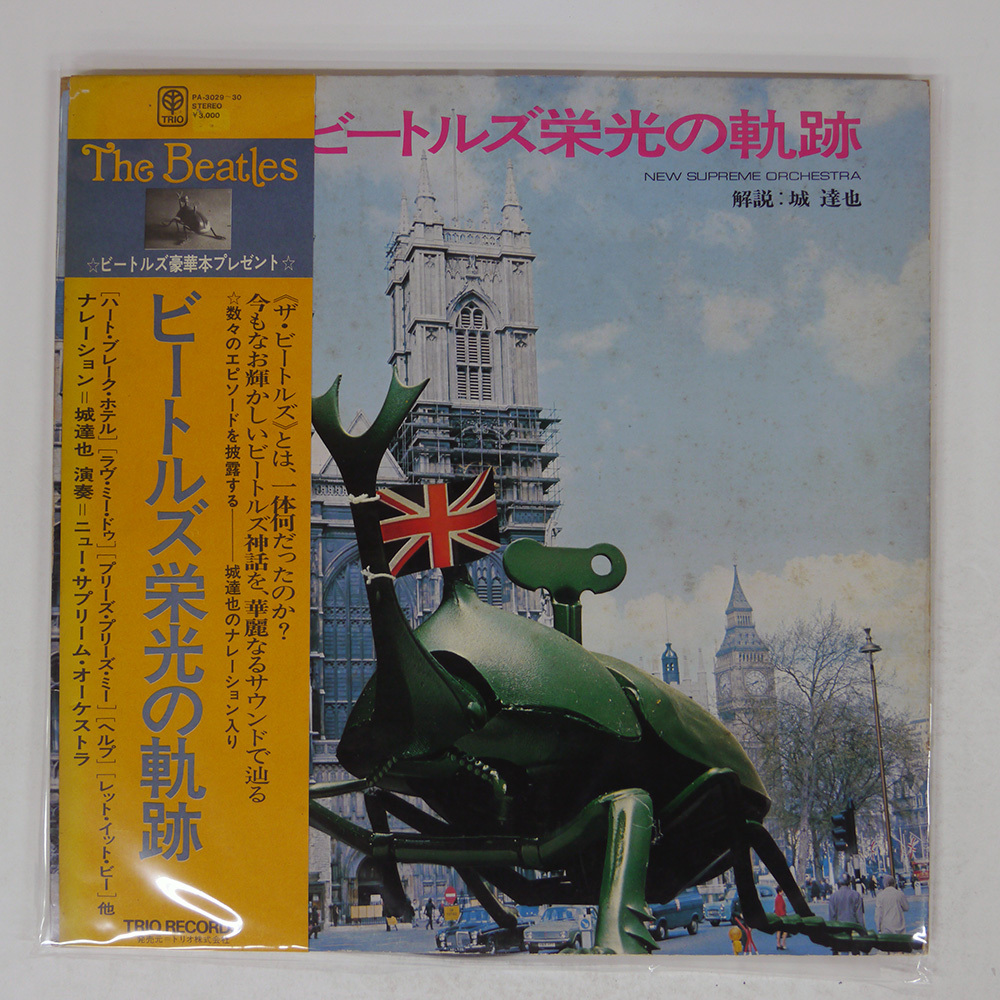 TRIO
PA-3029~30
STEREO
¥3,000
The Beatles
☆ビートルズ豪華本プレゼント☆
《ザ・ビートルズ》とは、一体何だったのか?
今もなお輝かしいビートルズ神話を、華麗なるサウンドで辿る
☆数々のエピソードを披露する——城達也のナレーション入り
ビートルズ栄光の軌跡
[ハート・ブレーク・ホテル][ラヴ・ミー・ドゥ][プリーズ・プリーズ・ミー][ヘルプ][レット・イット・ビー]他
ナレーション=城達也 演奏=ニュー・サプリーム・オーケストラ
TRIO RECORD
発売元=トリオ株式会社
ビートルズ栄光の軌跡
NEW SUPREME ORCHESTRA
解説:城 達也